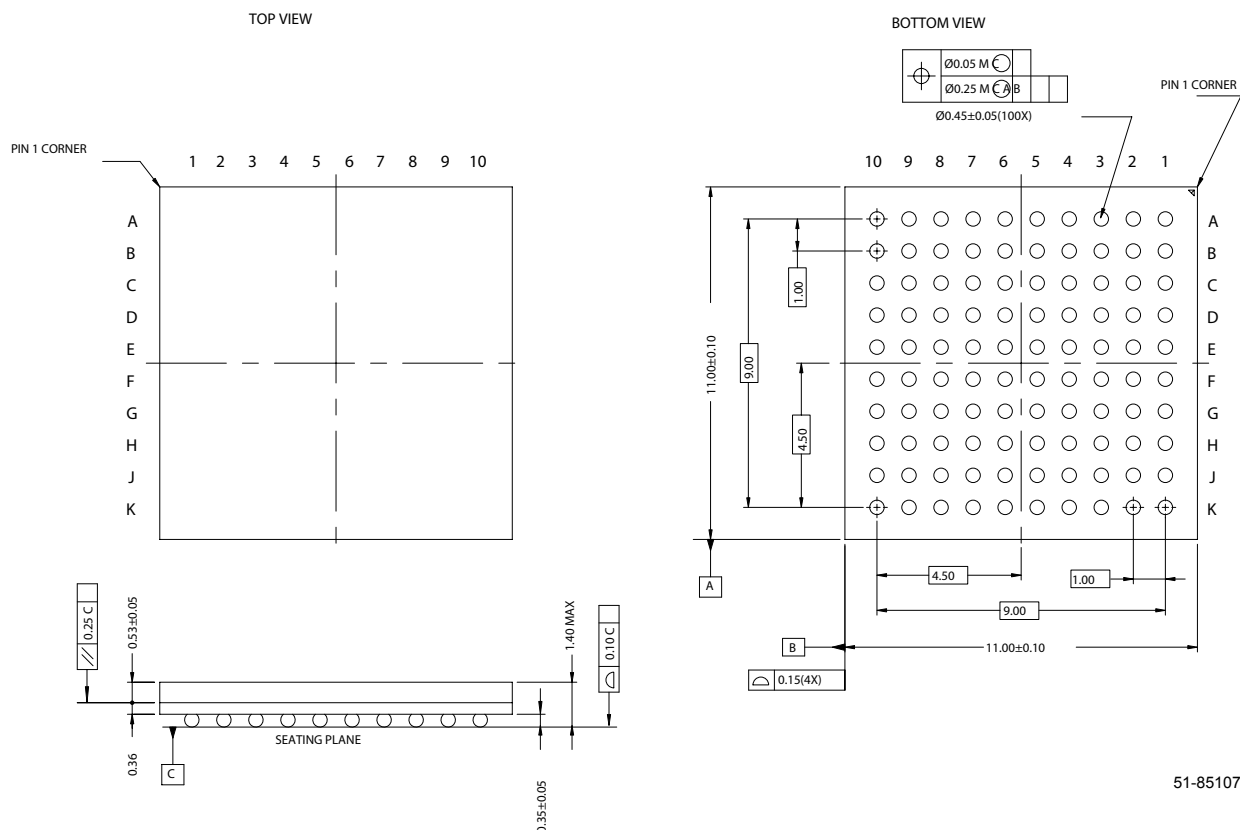 TOP VIEW
BOTTOM VIEW
Ø0.05 M C
Ø0.25 M C A B
Ø0.45±0.05(100X)
PIN 1 CORNER
PIN 1 CORNER
1 2 3 4 5 6 7 8 9 10
10 9 8 7 6 5 4 3 2 1
A
B
C
D
E
F
G
H
J
K
A
B
C
D
E
F
G
H
J
K
11.00±0.10
9.00
1.00
4.50
A
4.50
1.00
9.00
B
11.00±0.10
0.15(4X)
0.25 C
0.53±0.05
0.36
C
SEATING PLANE
1.40 MAX
0.10 C
0.35±0.05
51-85107